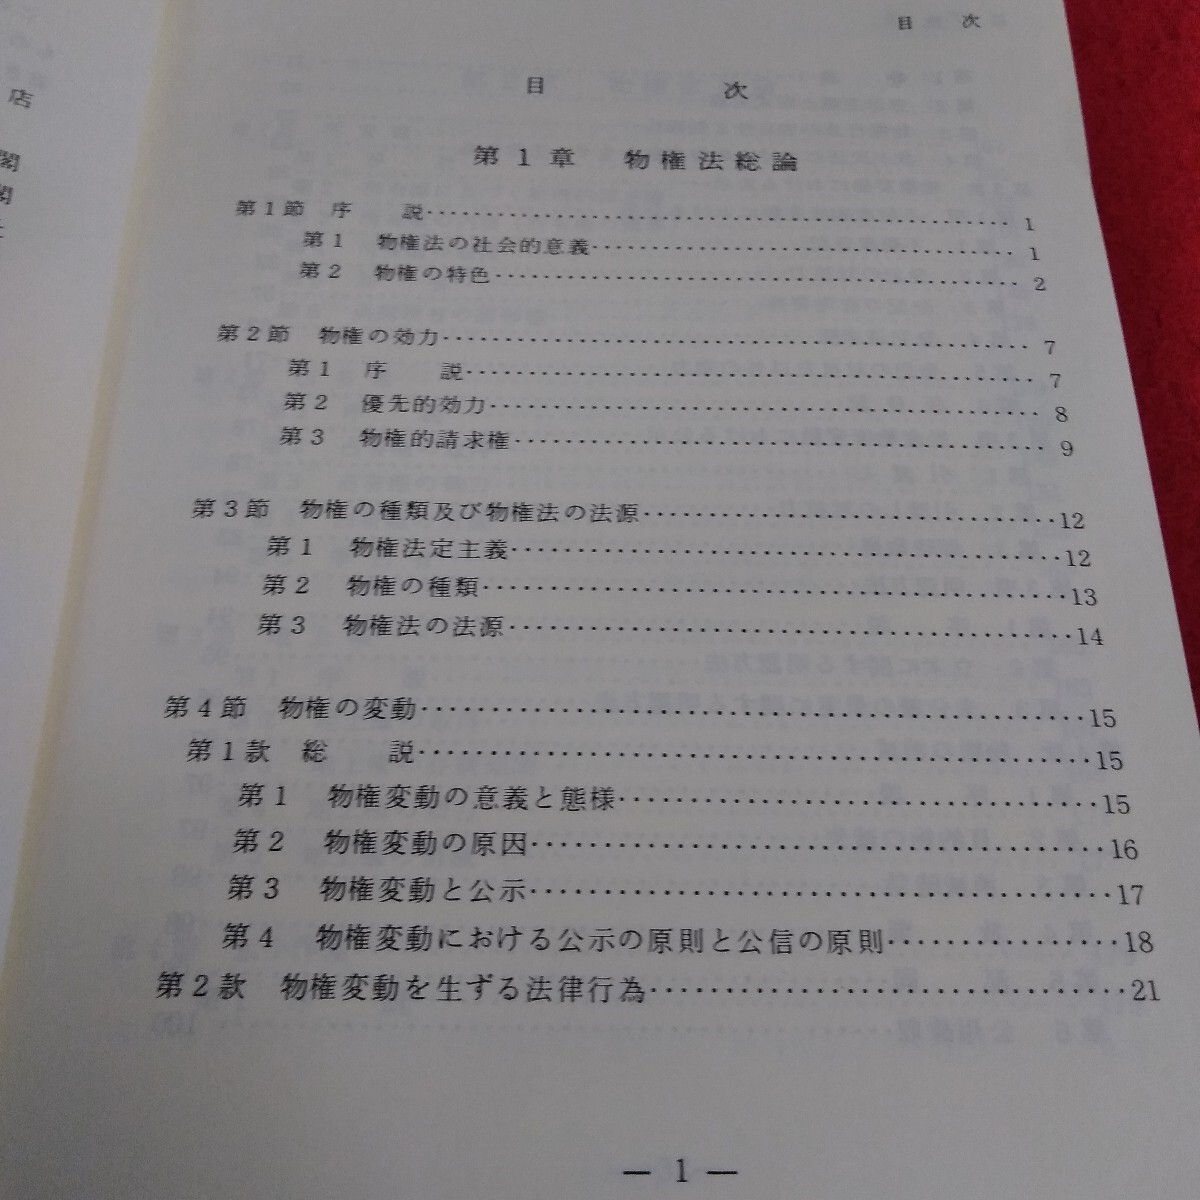 店
閣
閣
目 次
目 次
第1章 物権法総論
第1節 序 説………1
第1 物権法の社会的意義………1
第2 物権の特色………2
第2節 物権の効力………7
第1 序 説………7
第2 優先的効力………8
第3 物権的請求権………9
第3節 物権の種類及び物権法の法源………12
第1 物権法定主義………12
第2 物権の種類………13
第3 物権法の法源………14
第4節 物権の変動………15
第1款 総 説………15
第1 物権変動の意義と態様………15
第2 物権変動の原因………16
第3 物権変動と公示………17
第4 物権変動における公示の原則と公信の原則………18
第2款 物権変動を生ずる法律行為………21
— 1 —